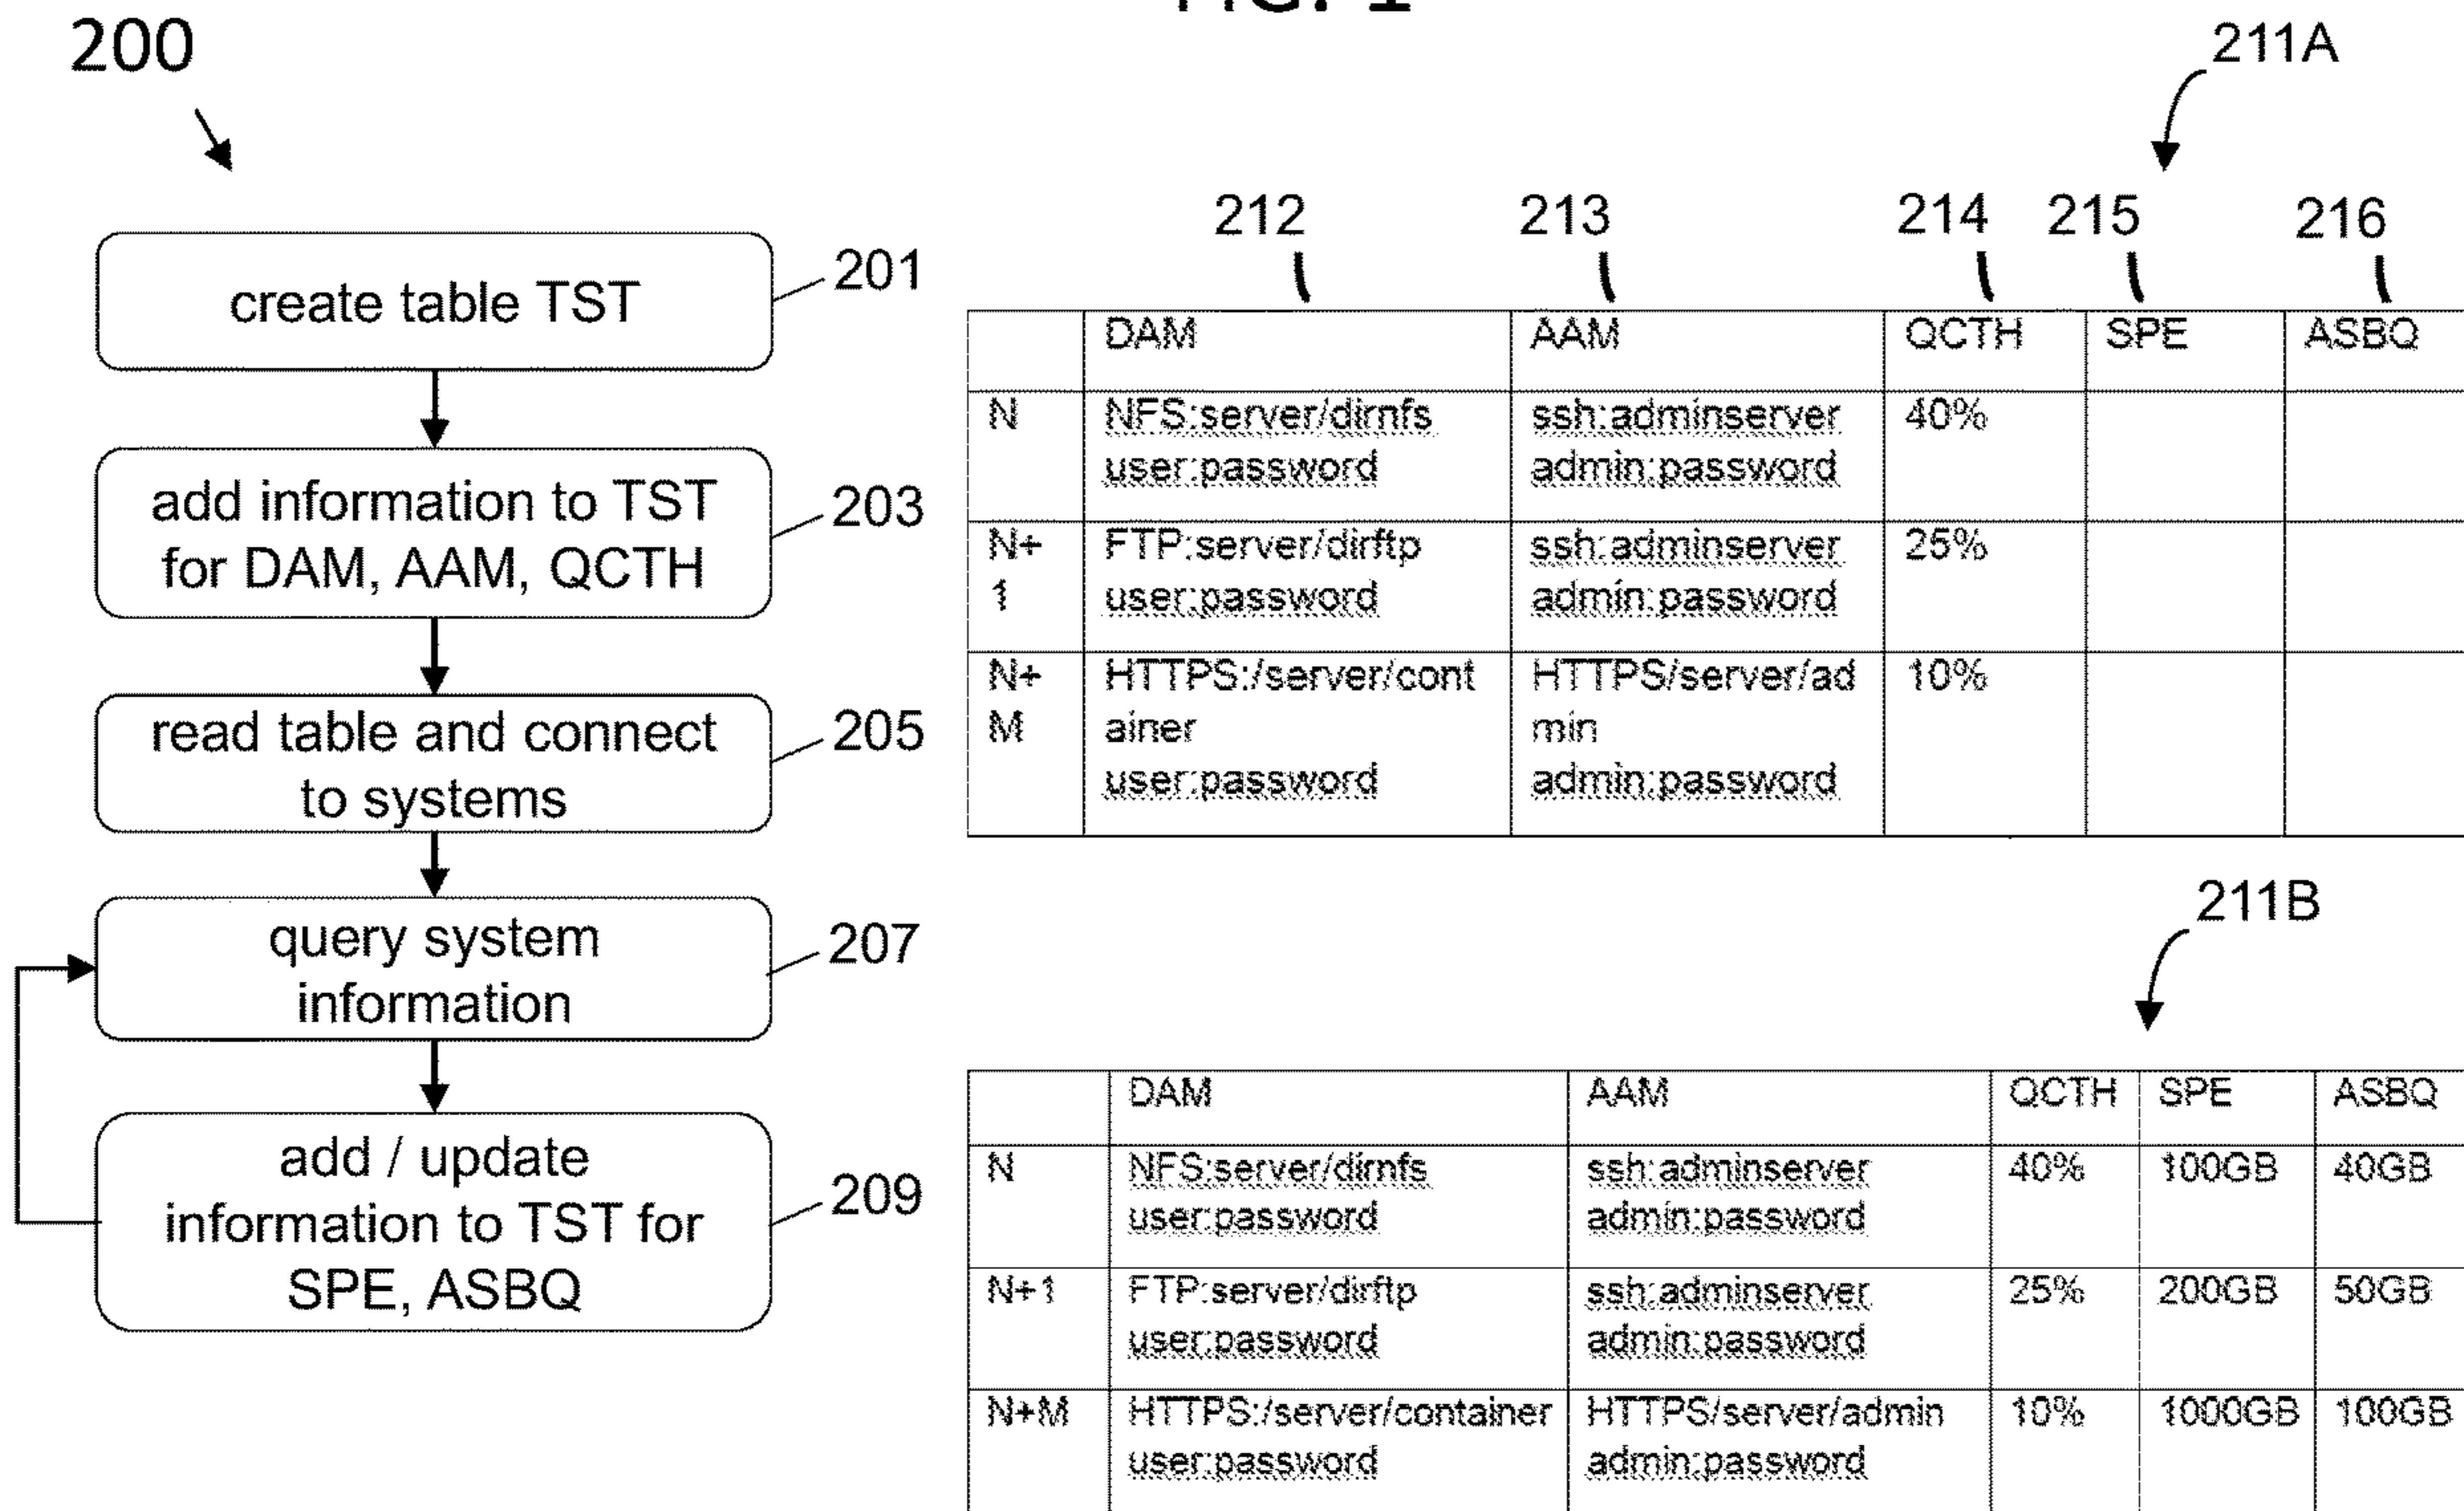 FIG. 1
200
211A
create table TST
201
add information to TST
for DAM, AAM, QCTH
203
read table and connect
to systems
205
query system
information
207
add / update
information to TST for
SPE, ASBQ
209
212 213 214 215 216
DAM AAM QCTH SPE ASBQ
N NFS:server/dirnfs ssh:adminserver 40%
user:password admin:password
N+ FTP:server/dirftp ssh:adminserver 25%
1 user:password admin:password
N+ HTTPS:/server/cont HTTPS/server/ad 10%
M ainer min
user:password admin:password
211B
DAM AAM QCTH SPE ASBQ
N NFS:server/dirnfs ssh:adminserver 40% 100GB 40GB
user:password admin:password
N+1 FTP:server/dirftp ssh:adminserver 25% 200GB 50GB
user:password admin:password
N+M HTTPS:/server/container HTTPS/server/admin 10% 1000GB 100GB
user:password admin:password